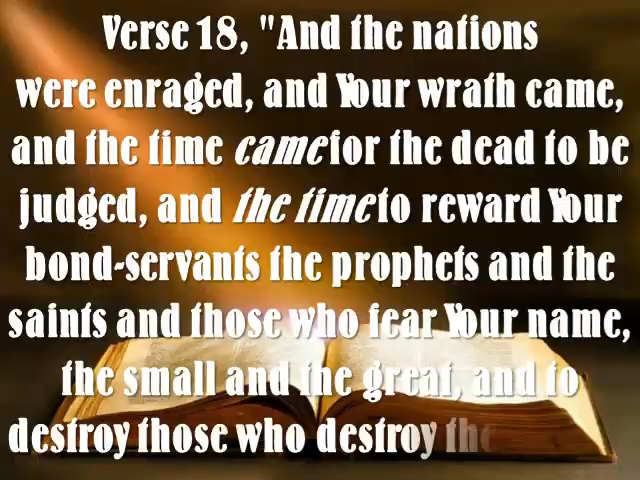 Verse 18, "And the nations
were enraged, and Your wrath came,
and the time came for the dead to be
judged, and the time to reward Your
bond-servants the prophets and the
saints and those who fear Your name,
the small and the great, and to
destroy those who destroy the